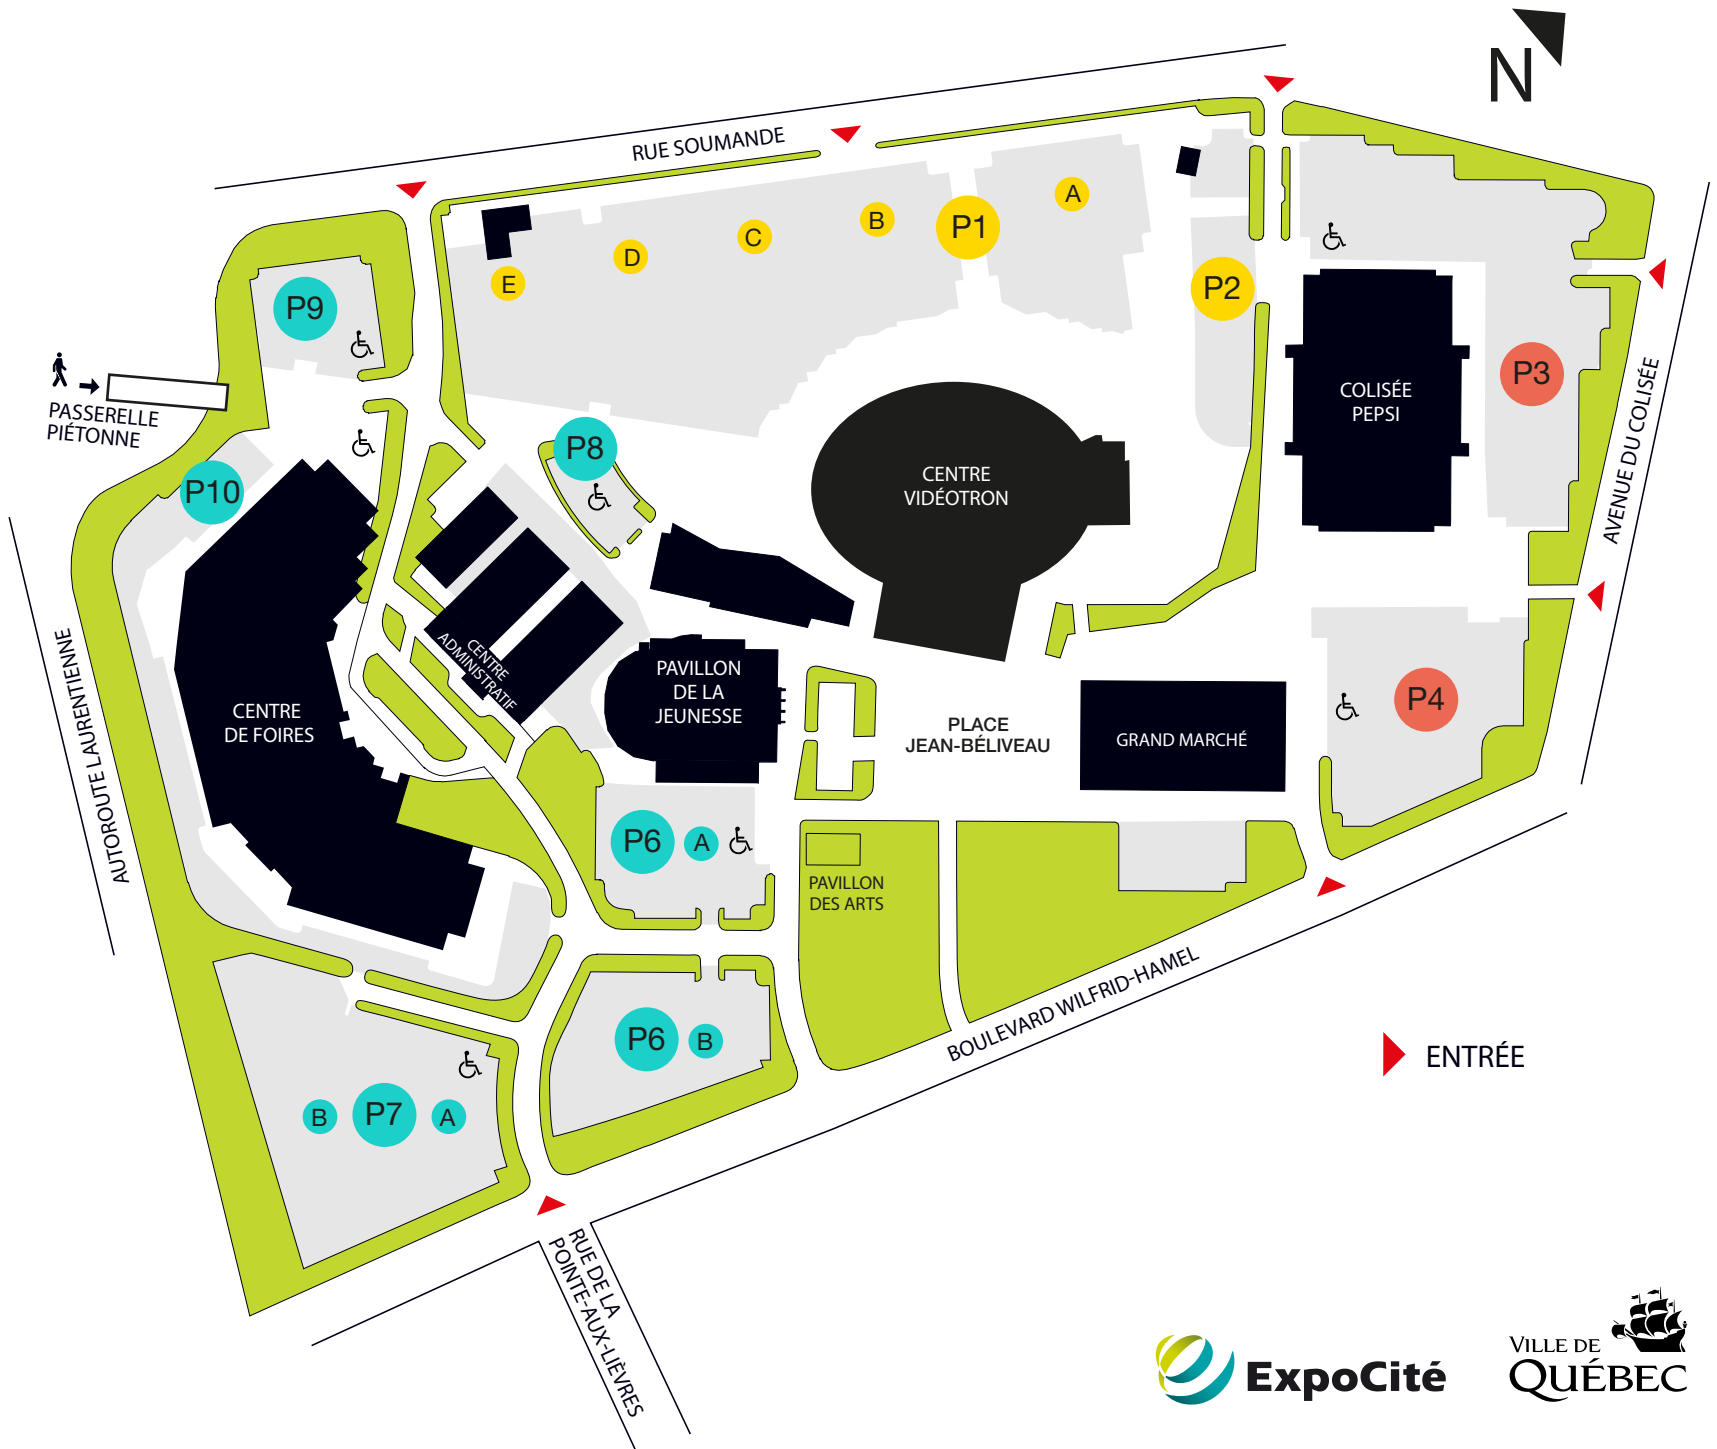 N
RUE SOUMANDE
A
B
P1
C
D
E
P2
P9
P3
PASSERELLE
PIÉTONNE
COLISÉE
PEPSI
AVENUE DU COLISÉE
P8
CENTRE
VIDÉOTRON
P10
AUTOROUTE LAURENTIENNE
CENTRE
ADMINISTRATIF
PAVILLON
DE LA
JEUNESSE
CENTRE
DE FOIRES
PLACE
JEAN-BÉLIVEAU
GRAND MARCHÉ
P4
P6
A
PAVILLON
DES ARTS
BOULEVARD WILFRID-HAMEL
P6
B
ENTRÉE
B
P7
A
RUE DE LA
POINTE-AUX-LIÈVRES
ExpoCité
VILLE DE
QUÉBEC